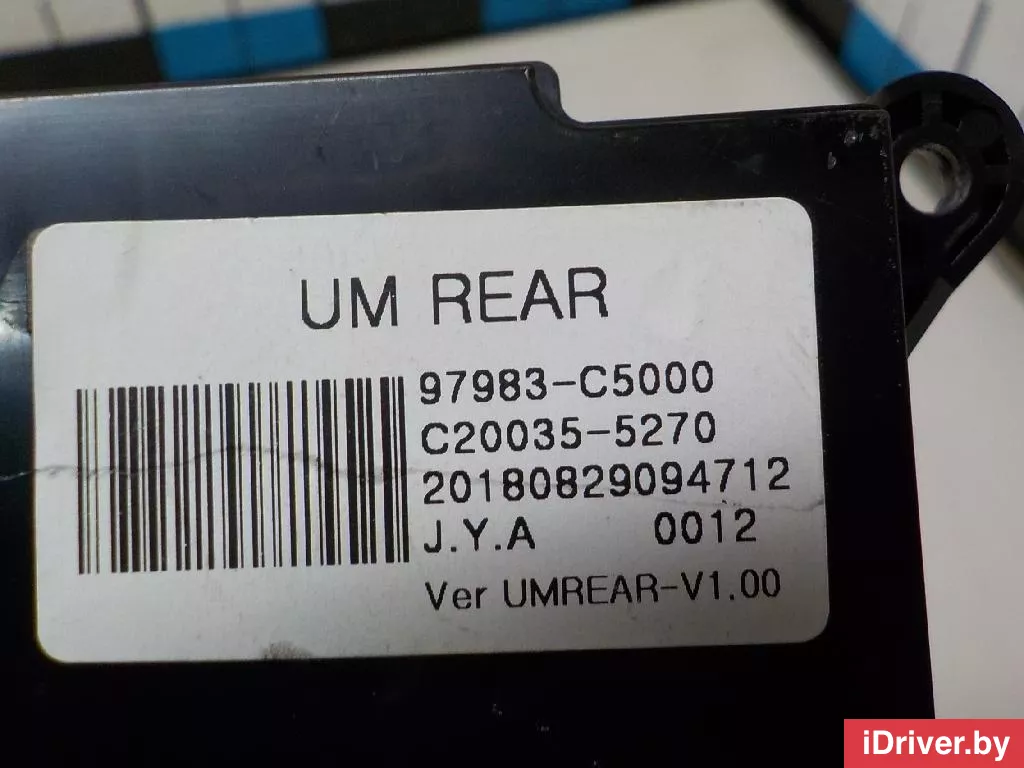 UM REAR
97983-C5000
C20035-5270
20180829094712
J.Y.A 0012
Ver UMREAR-V1.00
iDriver.by